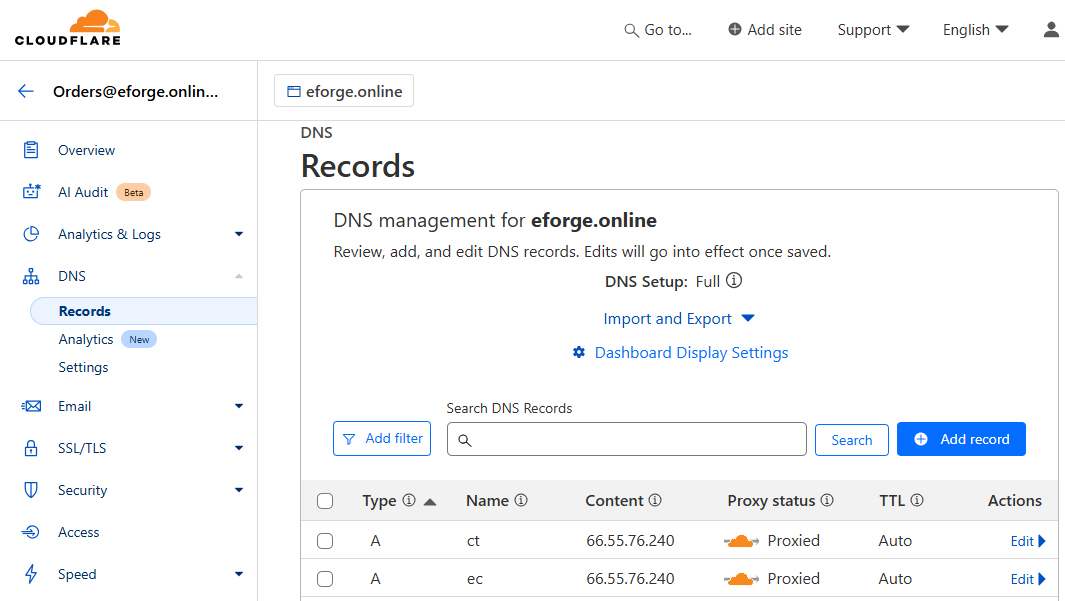 CLOUDFLARE
Go to...
Add site
Support
English
Orders@eforge.onlin...
eforge.online
Overview
AI Audit Beta
Analytics & Logs
DNS
Records
Analytics New
Settings
Email
SSL/TLS
Security
Access
Speed
DNS
Records
DNS management for eforge.online
Review, add, and edit DNS records. Edits will go into effect once saved.
DNS Setup: Full
Import and Export
Dashboard Display Settings
Search DNS Records
Add filter Search Add record
Type Name Content Proxy status TTL Actions
A ct 66.55.76.240 Proxied Auto Edit
A ec 66.55.76.240 Proxied Auto Edit